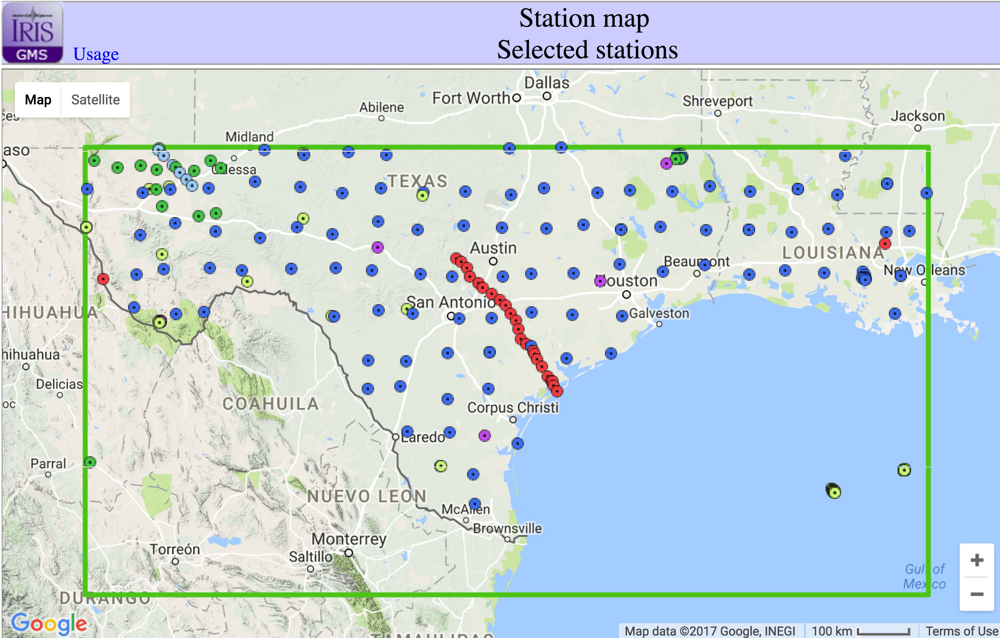 IRIS
GMS
Usage
Station map
Selected stations
Map
Satellite
Dallas
Fort Worth
Shreveport
Abilene
Jackson
Midland
aso
TEXAS
Austin
LOUISIANA
Beaumont
New Orleans
San Antonio
Galveston
HIHUAHUA
hihuahua
Delicias
oc
COAHUILA
Corpus Christi
Laredo
Parral
NUEVO LEON
McAllen
Brownsville
Monterrey
Torreón
Saltillo
Gulf of
Mexico
DURANGO
Google
TAMAULIPAS
Map data ©2017 Google, INEGI
100 km
Terms of Use